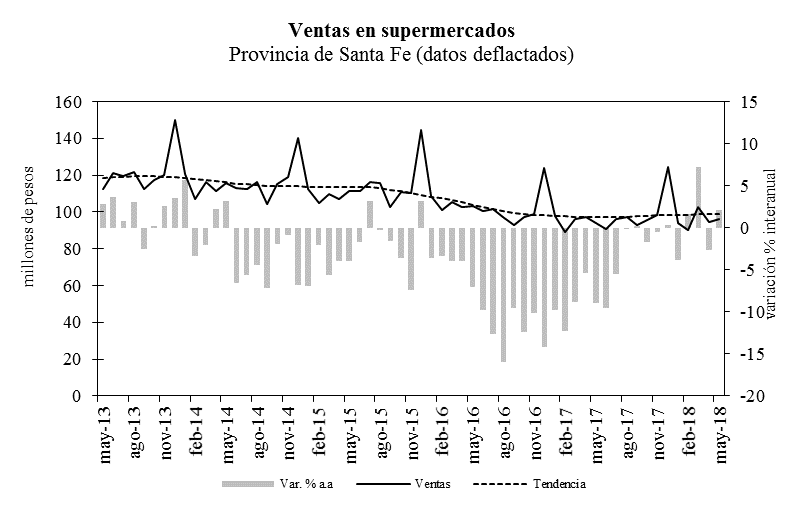 Ventas en supermercados
Provincia de Santa Fe (datos deflactados)
millones de pesos
160
140
120
100
80
60
40
20
0
15
10
5
0
-5
-10
-15
-20
variación % interanual
may-13
ago-13
nov-13
feb-14
may-14
ago-14
nov-14
feb-15
may-15
ago-15
nov-15
feb-16
may-16
ago-16
nov-16
feb-17
may-17
ago-17
nov-17
feb-18
may-18
Var. % a.a
Ventas
Tendencia